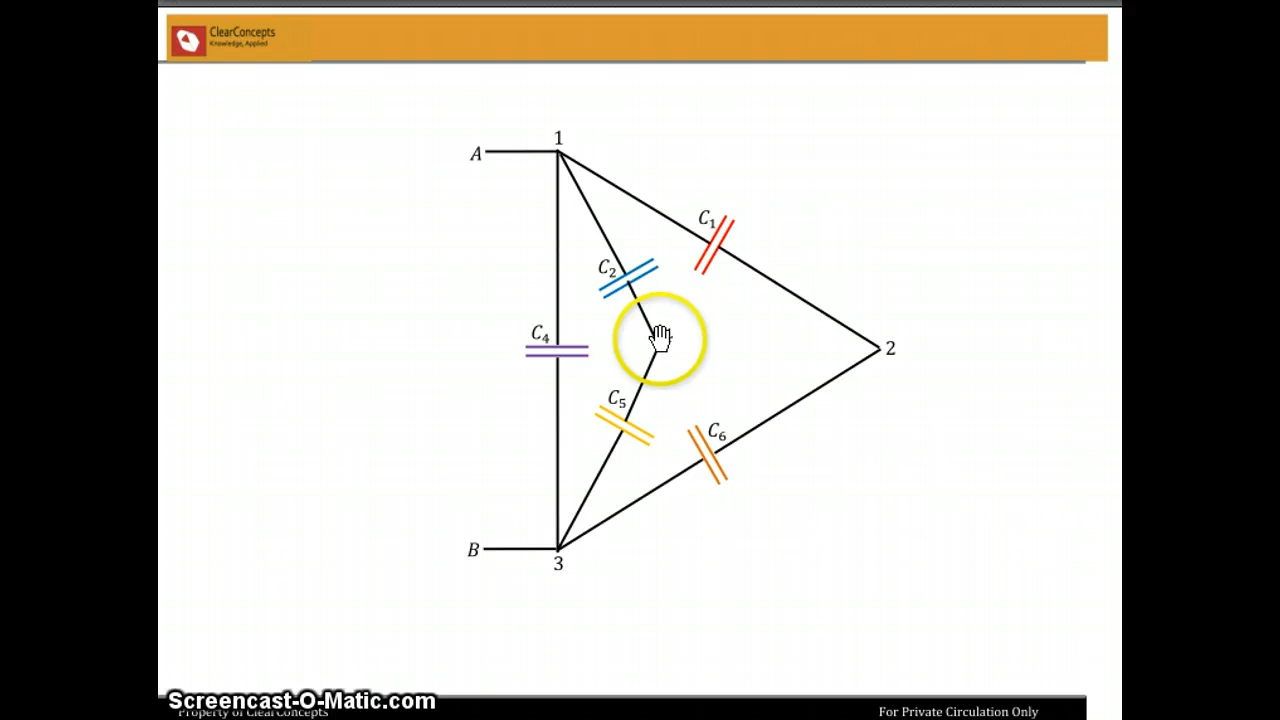 ClearConcepts
Knowledge, Applied
1
A
C₁
C₂
C₄
2
C₅
C₆
B
3
Screencast-O-Matic.com
Property of ClearConcepts
For Private Circulation Only